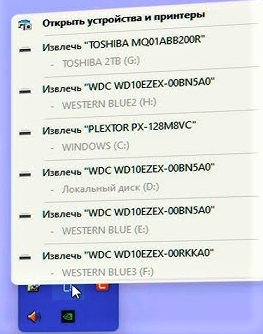 Открыть устройства и принтеры
Извлечь "TOSHIBA MQ01ABB200R"
- TOSHIBA 2TB (G:)
Извлечь "WDC WD10EZEX-00BN5A0"
- WESTERN BLUE2 (H:)
Извлечь "PLEXTOR PX-128M8VC"
- WINDOWS (C:)
Извлечь "WDC WD10EZEX-00BN5A0"
- Локальный диск (D:)
Извлечь "WDC WD10EZEX-00BN5A0"
- WESTERN BLUE (E:)
Извлечь "WDC WD10EZEX-00RKKA0"
- WESTERN BLUE3 (F:)